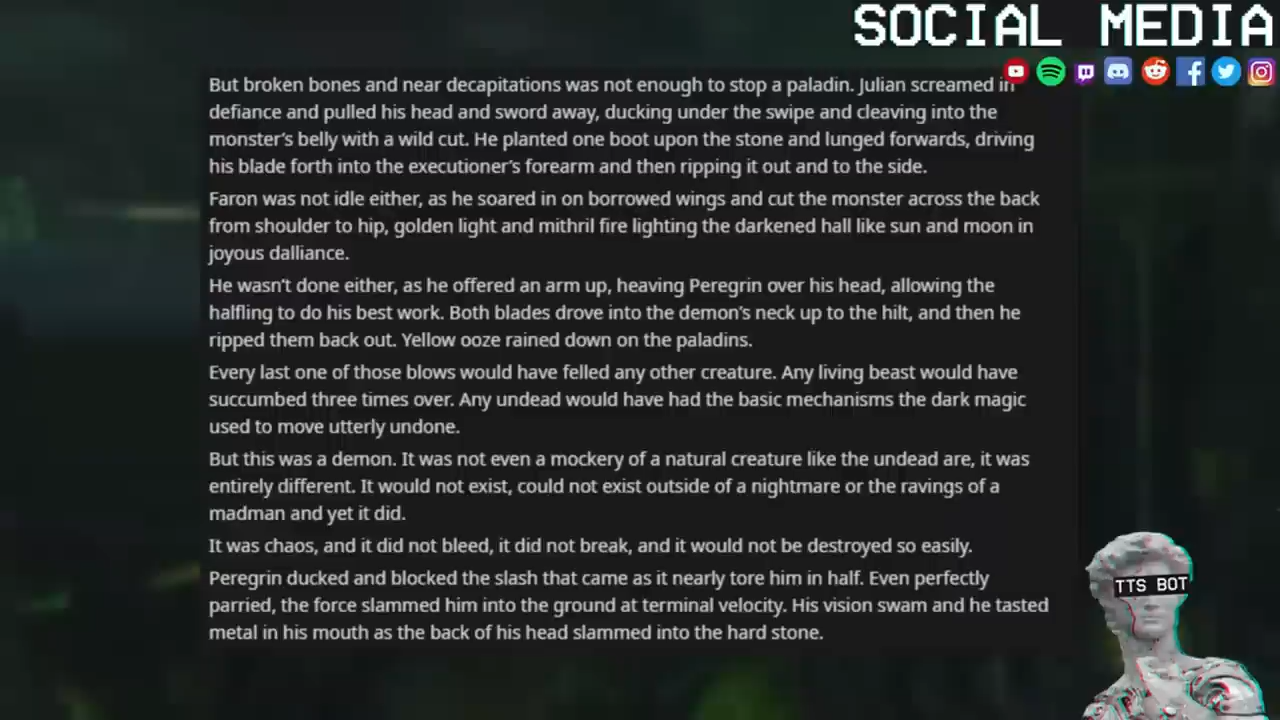 SOCIAL MEDIA
But broken bones and near decapitations was not enough to stop a paladin. Julian screamed in
defiance and pulled his head and sword away, ducking under the swipe and cleaving into the
monster’s belly with a wild cut. He planted one boot upon the stone and lunged forwards, driving
his blade forth into the executioner’s forearm and then ripping it out and to the side.
Faron was not idle either, as he soared in on borrowed wings and cut the monster across the back
from shoulder to hip, golden light and mithril fire lighting the darkened hall like sun and moon in
joyous dalliance.
He wasn’t done either, as he offered an arm up, heaving Peregrin over his head, allowing the
halfling to do his best work. Both blades drove into the demon’s neck up to the hilt, and then he
ripped them back out. Yellow ooze rained down on the paladins.
Every last one of those blows would have felled any other creature. Any living beast would have
succumbed three times over. Any undead would have had the basic mechanisms the dark magic
used to move utterly undone.
But this was a demon. It was not even a mockery of a natural creature like the undead are, it was
entirely different. It would not exist, could not exist outside of a nightmare or the ravings of a
madman and yet it did.
It was chaos, and it did not bleed, it did not break, and it would not be destroyed so easily.
Peregrin ducked and blocked the slash that came as it nearly tore him in half. Even perfectly
parried, the force slammed him into the ground at terminal velocity. His vision swam and he tasted
metal in his mouth as the back of his head slammed into the hard stone.
TTS BOT